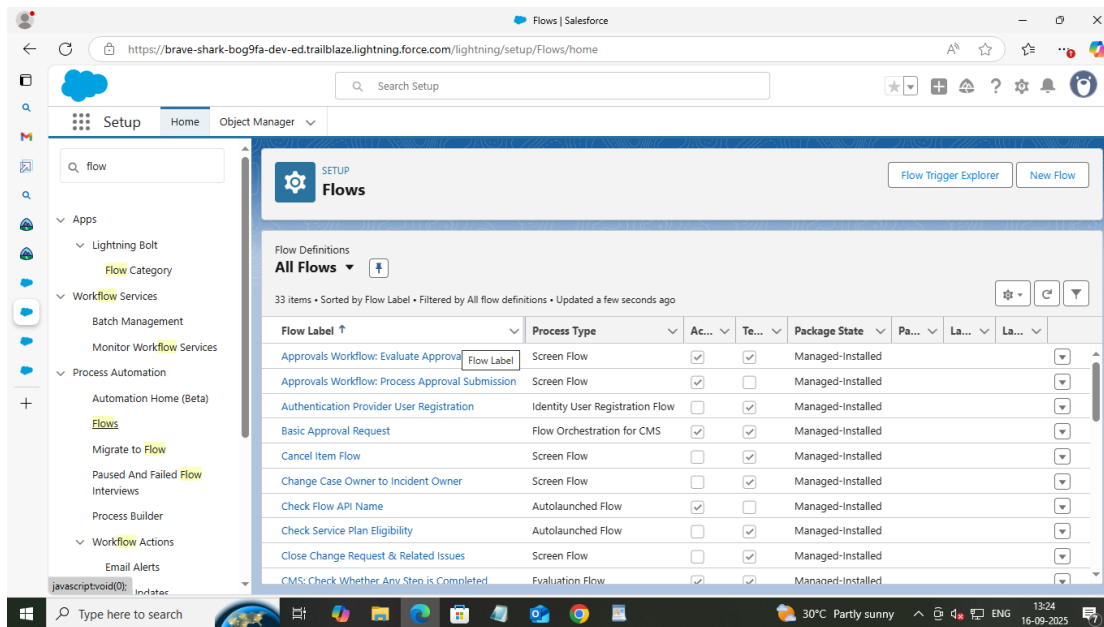 Flows | Salesforce
https://brave-shark-bog9fa-dev-ed.trailblaze.lightning.force.com/lightning/setup/Flows/home
Search Setup
Setup Home Object Manager
flow
Apps
Lightning Bolt
Flow Category
Workflow Services
Batch Management
Monitor Workflow Services
Process Automation
Automation Home (Beta)
Flows
Migrate to Flow
Paused And Failed Flow
Interviews
Process Builder
Workflow Actions
Email Alerts
javascript:void(0);
SETUP
Flows
Flow Trigger Explorer
New Flow
Flow Definitions
All Flows
33 items • Sorted by Flow Label • Filtered by All flow definitions • Updated a few seconds ago
Flow Label ↑ Process Type Ac... Te... Package State Pa... La... La...
Approvals Workflow: Evaluate Approva Screen Flow Managed-Installed
Flow Label
Approvals Workflow: Process Approval Submission Screen Flow Managed-Installed
Authentication Provider User Registration Identity User Registration Flow Managed-Installed
Basic Approval Request Flow Orchestration for CMS Managed-Installed
Cancel Item Flow Screen Flow Managed-Installed
Change Case Owner to Incident Owner Screen Flow Managed-Installed
Check Flow API Name Autolaunched Flow Managed-Installed
Check Service Plan Eligibility Autolaunched Flow Managed-Installed
Close Change Request & Related Issues Screen Flow Managed-Installed
CMS: Check Whether Any Step is Completed Evaluation Flow Managed-Installed
Type here to search
30°C Partly sunny
ENG
13:24
16-09-2025